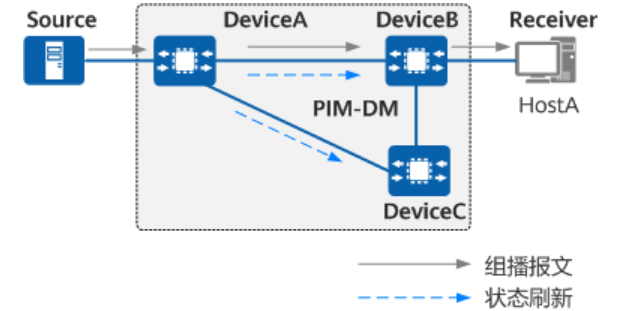 Source
DeviceA
DeviceB
Receiver
PIM-DM
HostA
DeviceC
组播报文
状态刷新